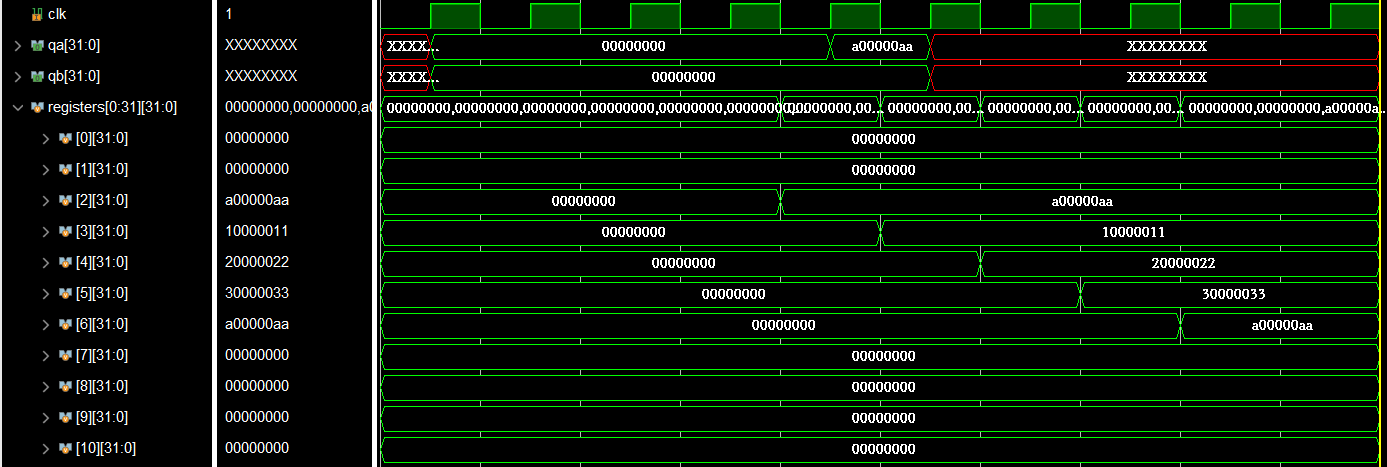 clk 1
qa[31:0] XXXXXXXX XXXX... 00000000 a00000aa XXXXXXXX
qb[31:0] XXXXXXXX XXXX... 00000000 XXXXXXXX
registers[0:31][31:0] 00000000,00000000,a0 00000000,00000000,00000000,00000000,00000000,00000000 00000000,00... 00000000,00... 00000000,00... 00000000,00... 00000000,00000000,a00000a...
[0][31:0] 00000000 00000000
[1][31:0] 00000000 00000000
[2][31:0] a00000aa 00000000 a00000aa
[3][31:0] 10000011 00000000 10000011
[4][31:0] 20000022 00000000 20000022
[5][31:0] 30000033 00000000 30000033
[6][31:0] a00000aa 00000000 a00000aa
[7][31:0] 00000000 00000000
[8][31:0] 00000000 00000000
[9][31:0] 00000000 00000000
[10][31:0] 00000000 00000000